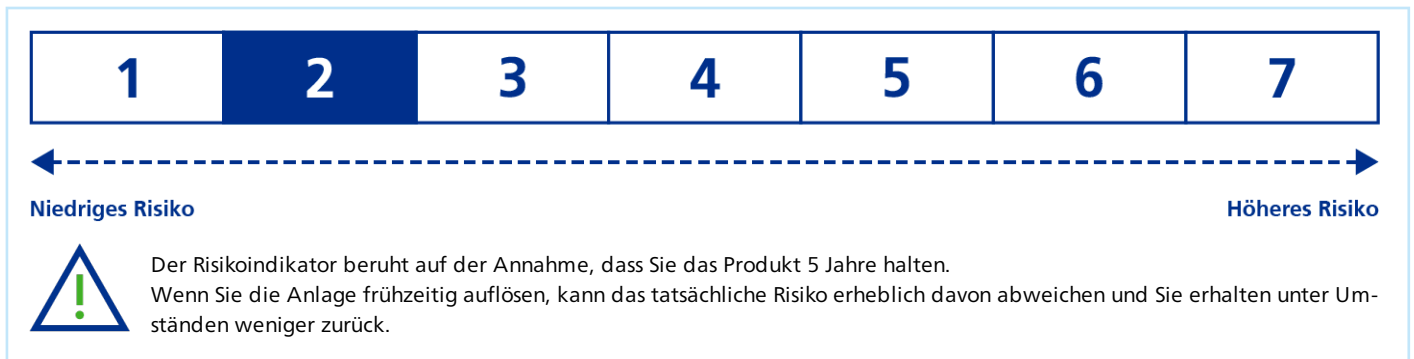 1 2 3 4 5 6 7
Niedriges Risiko Höheres Risiko
!
Der Risikoindikator beruht auf der Annahme, dass Sie das Produkt 5 Jahre halten.
Wenn Sie die Anlage frühzeitig auflösen, kann das tatsächliche Risiko erheblich davon abweichen und Sie erhalten unter Um-
ständen weniger zurück.